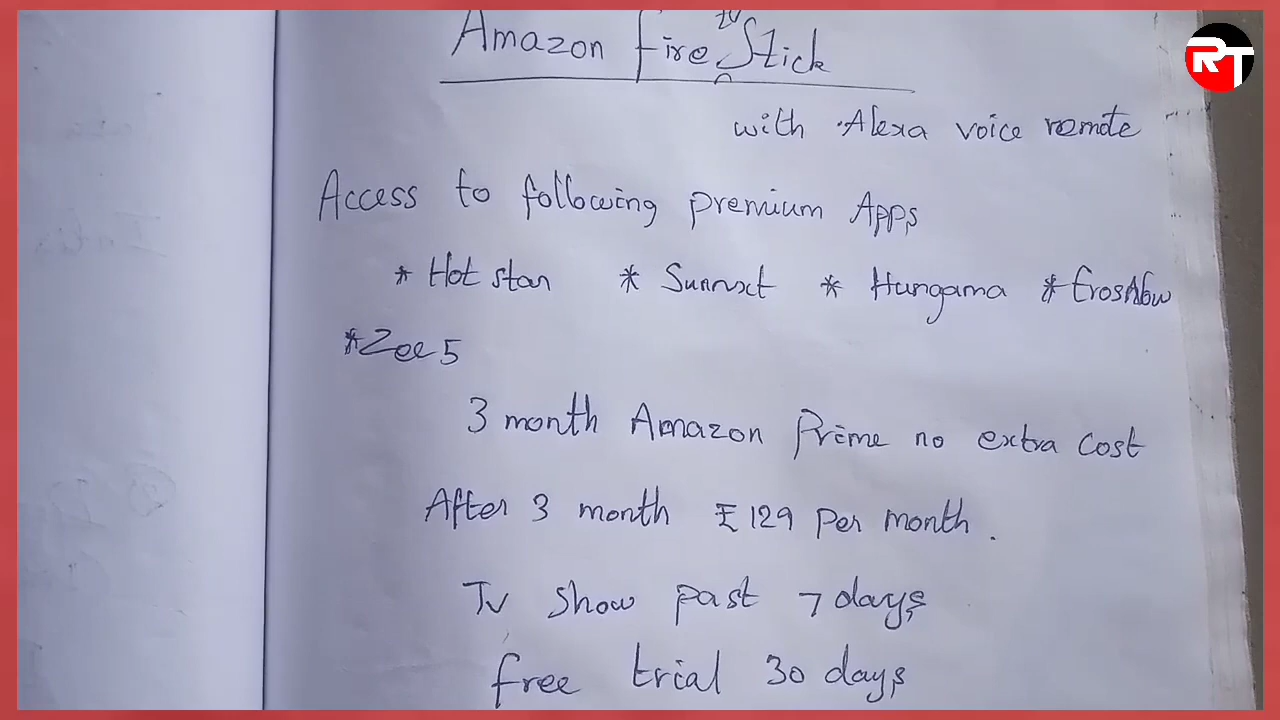 Amazon fire tv Stick
with Alexa voice remote
Access to following premium Apps
* Hot star * Sunnxt * Hungama * ErosNow
* Zee 5
3 month Amazon Prime no extra cost
After 3 month ₹ 129 Per month.
Tv Show past 7 days
free trial 30 days
RT